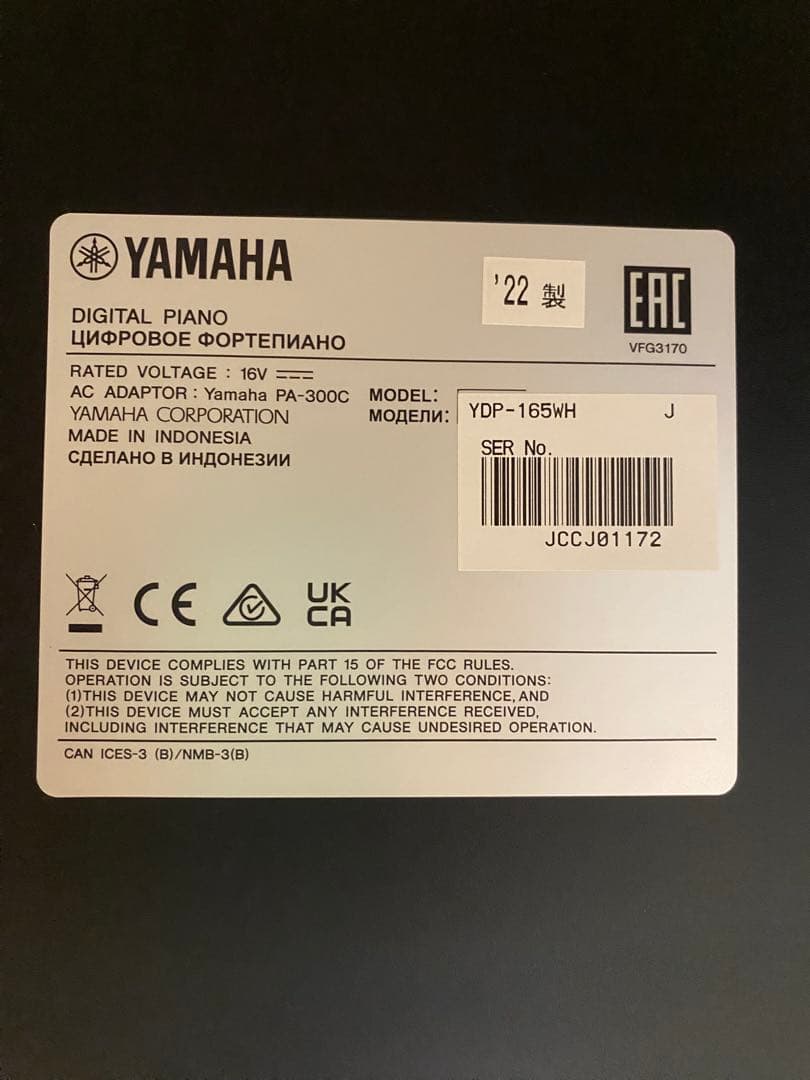 YAMAHA
'22 製
EAC
VFG3170
DIGITAL PIANO
ЦИФРОВОЕ ФОРТЕПИАНО
RATED VOLTAGE : 16V
AC ADAPTOR : Yamaha PA-300C
YAMAHA CORPORATION
MADE IN INDONESIA
СДЕЛАНО В ИНДОНЕЗИИ
MODEL:
МОДЕЛИ:
YDP-165WH J
SER No.
JCCJ01172
CE
UK
CA
THIS DEVICE COMPLIES WITH PART 15 OF THE FCC RULES.
OPERATION IS SUBJECT TO THE FOLLOWING TWO CONDITIONS:
(1)THIS DEVICE MAY NOT CAUSE HARMFUL INTERFERENCE,AND
(2)THIS DEVICE MUST ACCEPT ANY INTERFERENCE RECEIVED,
INCLUDING INTERFERENCE THAT MAY CAUSE UNDESIRED OPERATION.
CAN ICES-3 (B)/NMB-3(B)